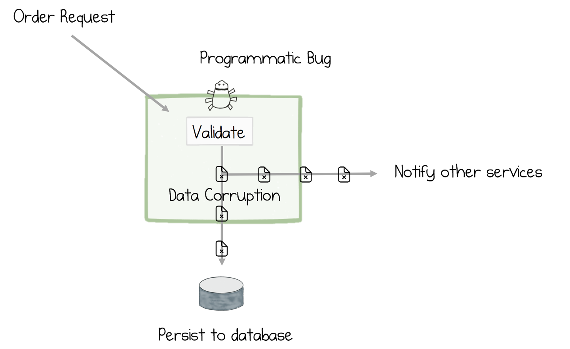 Order Request
Programmatic Bug
Validate
Notify other services
Data Corruption
Persist to database